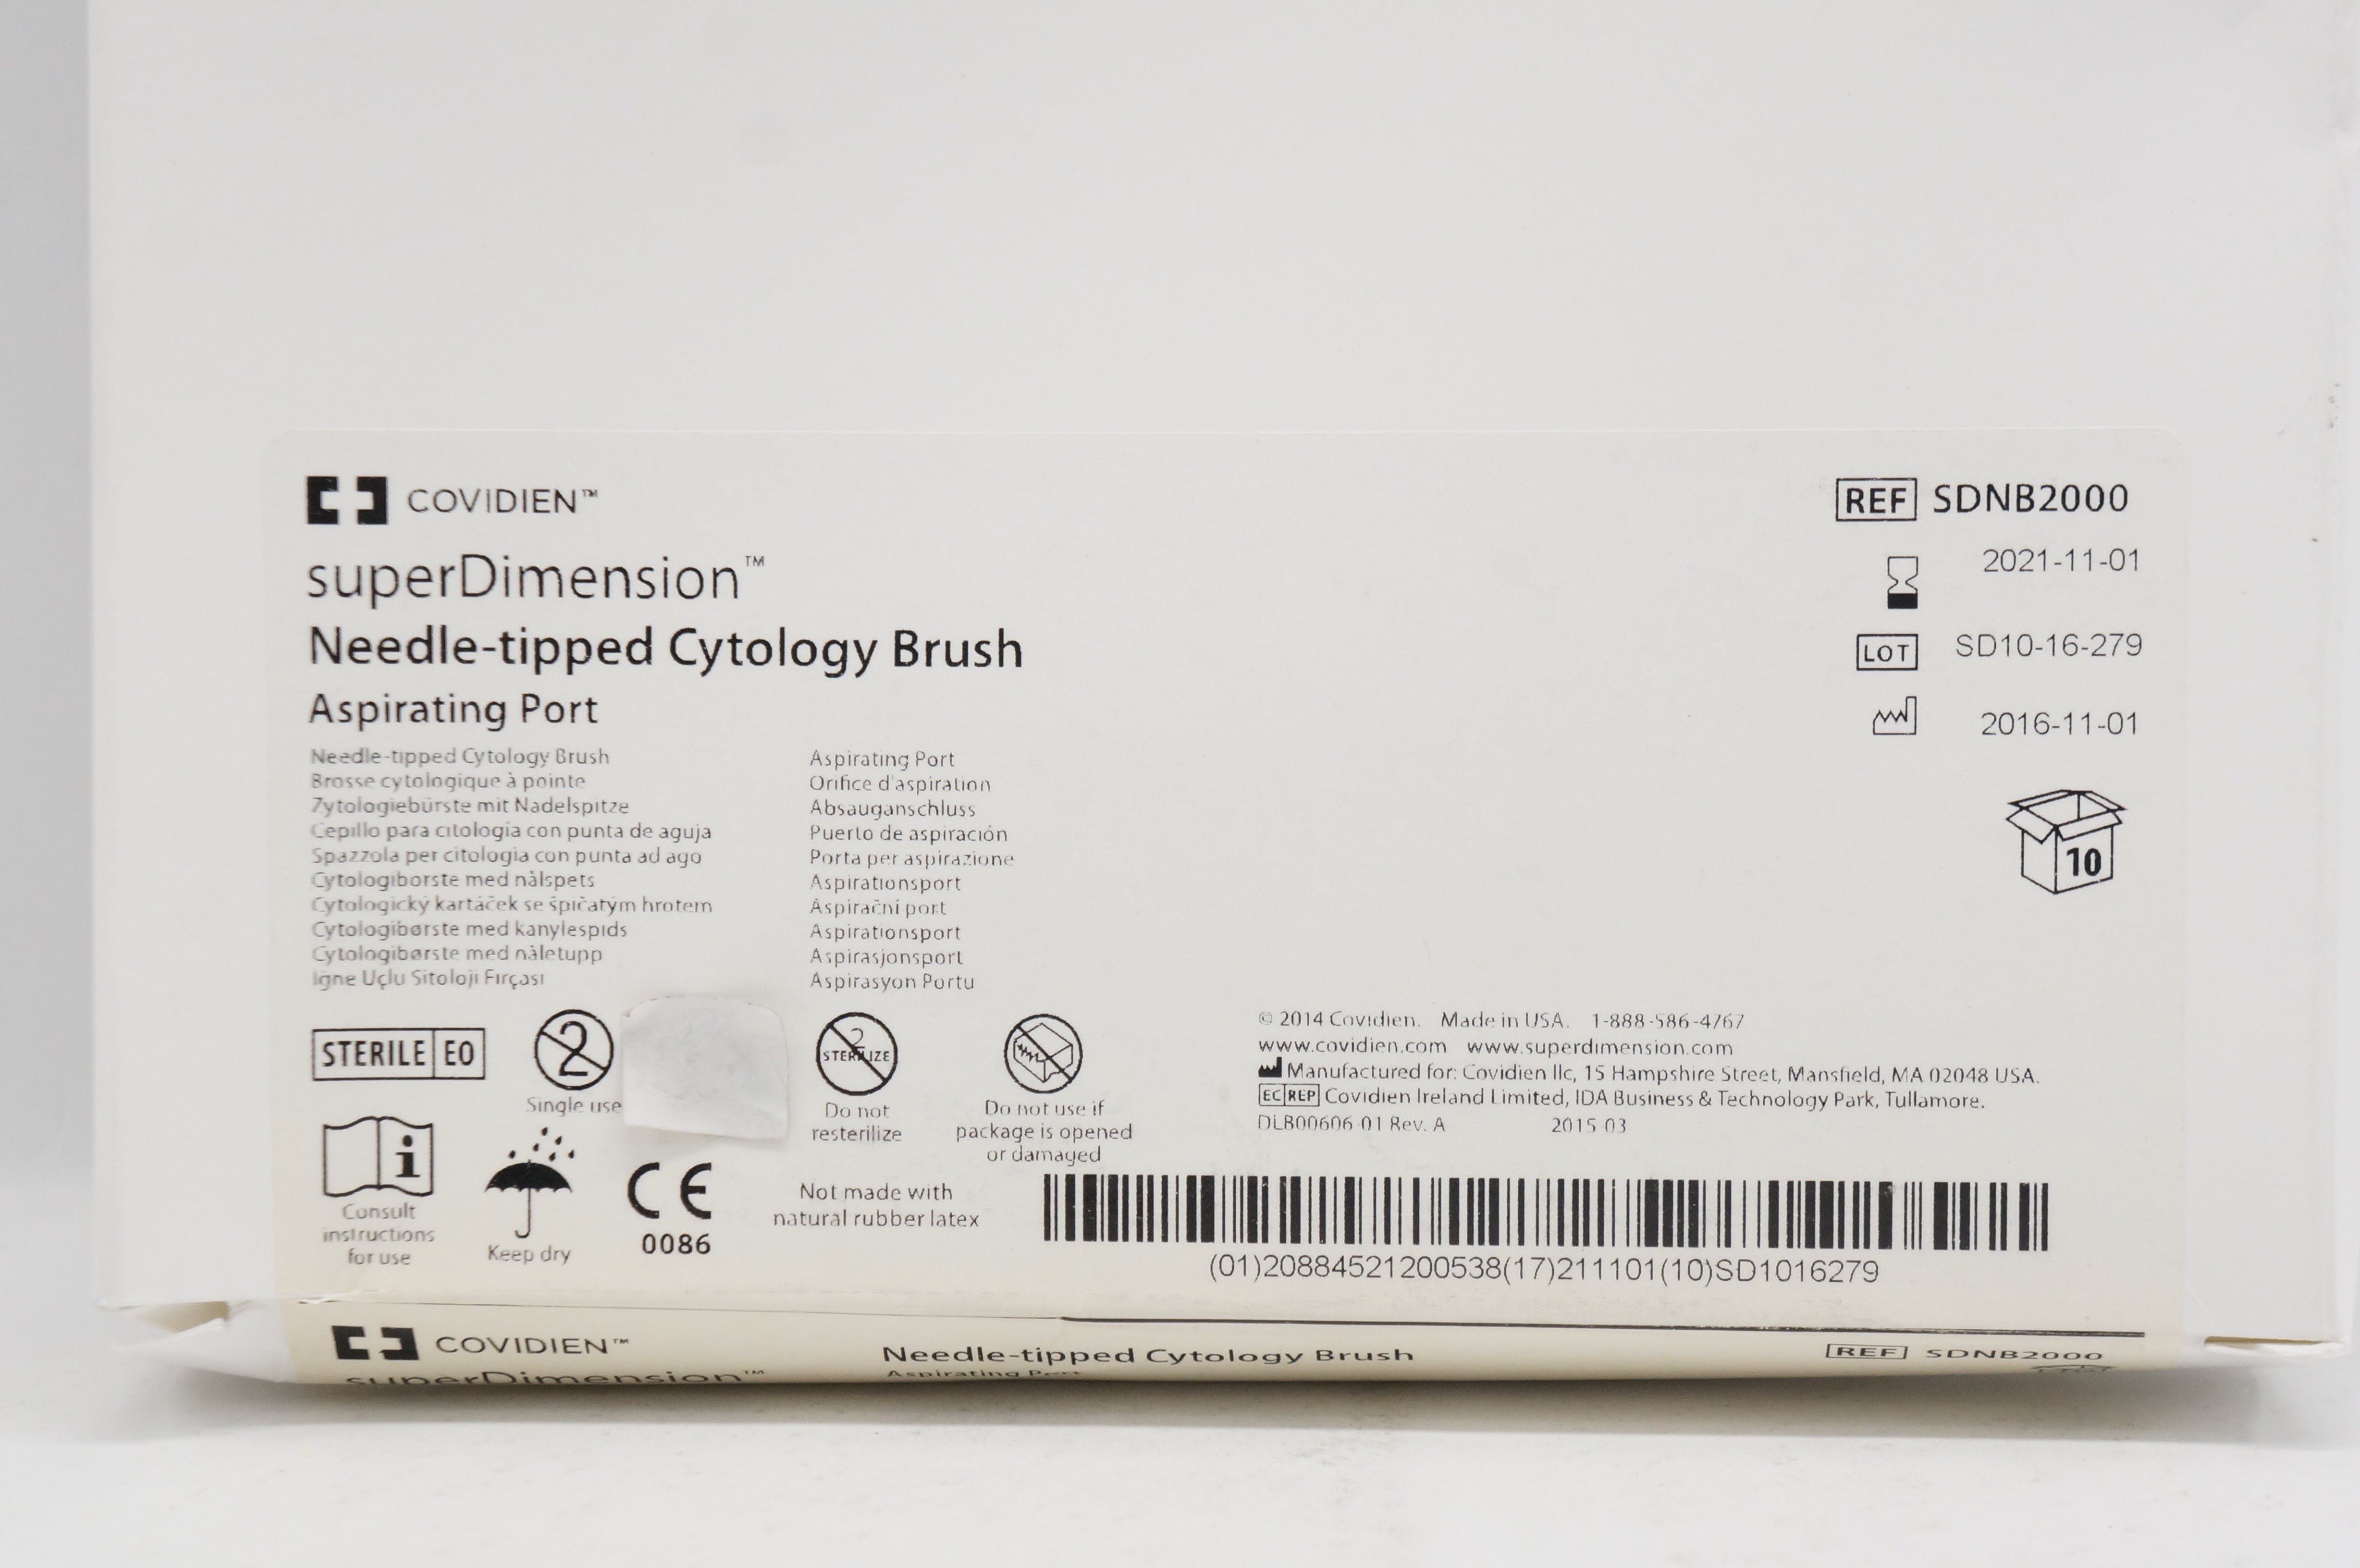 COVIDIEN™
superDimension™
Needle-tipped Cytology Brush
Aspirating Port
REF SDNB2000
2021-11-01
LOT SD10-16-279
2016-11-01
10
Needle-tipped Cytology Brush
Brosse cytologique à pointe
Zytologiebürste mit Nadelspitze
Cepillo para citología con punta de aguja
Spazzola per citologia con punta ad ago
Cytologiborste med nålspets
Cytologický kartáček se špičatým hrotem
Cytologibørste med kanylespids
Cytologibørste med nåletupp
İğne Uçlu Sitoloji Fırçası
Aspirating Port
Orifice d'aspiration
Absauganschluss
Puerto de aspiración
Porta per aspirazione
Aspirationsport
Aspirační port
Aspirationsport
Aspirasjonsport
Aspirasyon Portu
STERILE EO
2
Single use
2
STERILIZE
Do not
resterilize
Do not use if
package is opened
or damaged
i
Consult
instructions
for use
Keep dry
CE
0086
Not made with
natural rubber latex
© 2014 Covidien. Made in USA. 1-888-586-4767
www.covidien.com www.superdimension.com
Manufactured for: Covidien llc, 15 Hampshire Street, Mansfield, MA 02048 USA.
EC REP Covidien Ireland Limited, IDA Business & Technology Park, Tullamore.
DL800606-01 Rev. A 2015-03
(01)20884521200538(17)211101(10)SD1016279
COVIDIEN™
superDimension™
Needle-tipped Cytology Brush
Aspirating Port
REF SDNB2000